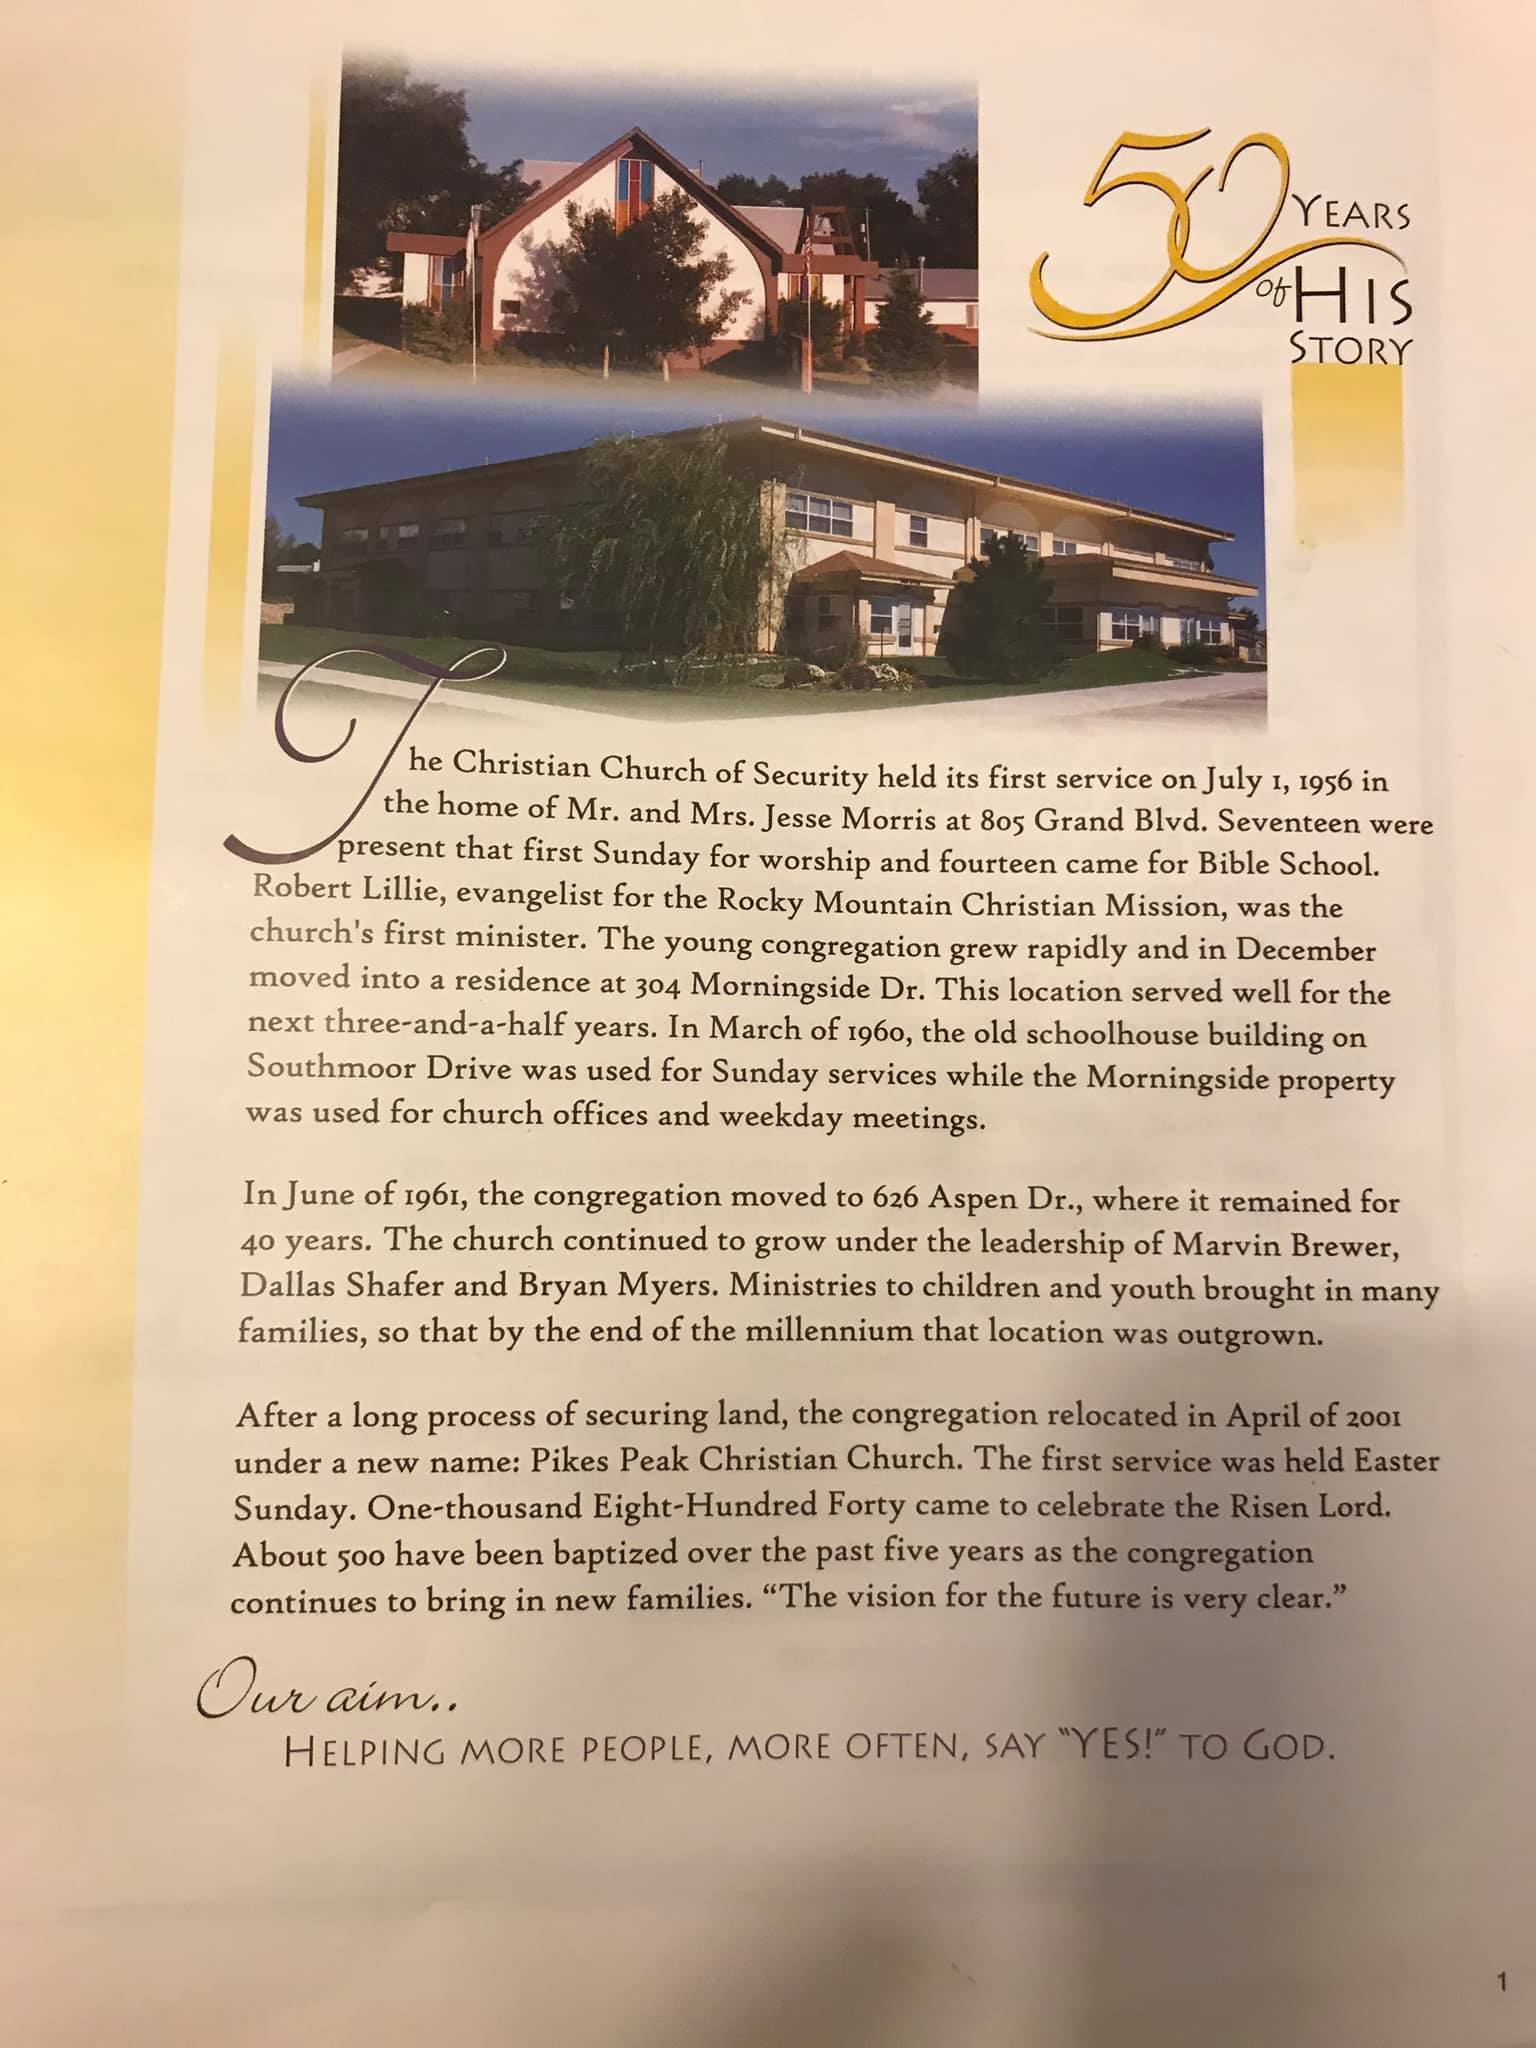 50 YEARS
of HIS
STORY
The Christian Church of Security held its first service on July 1, 1956 in
the home of Mr. and Mrs. Jesse Morris at 805 Grand Blvd. Seventeen were
present that first Sunday for worship and fourteen came for Bible School.
Robert Lillie, evangelist for the Rocky Mountain Christian Mission, was the
church's first minister. The young congregation grew rapidly and in December
moved into a residence at 304 Morningside Dr. This location served well for the
next three-and-a-half years. In March of 1960, the old schoolhouse building on
Southmoor Drive was used for Sunday services while the Morningside property
was used for church offices and weekday meetings.
In June of 1961, the congregation moved to 626 Aspen Dr., where it remained for
40 years. The church continued to grow under the leadership of Marvin Brewer,
Dallas Shafer and Bryan Myers. Ministries to children and youth brought in many
families, so that by the end of the millennium that location was outgrown.
After a long process of securing land, the congregation relocated in April of 2001
under a new name: Pikes Peak Christian Church. The first service was held Easter
Sunday. One-thousand Eight-Hundred Forty came to celebrate the Risen Lord.
About 500 have been baptized over the past five years as the congregation
continues to bring in new families. “The vision for the future is very clear.”
Our aim..
HELPING MORE PEOPLE, MORE OFTEN, SAY “YES!” TO GOD.
1